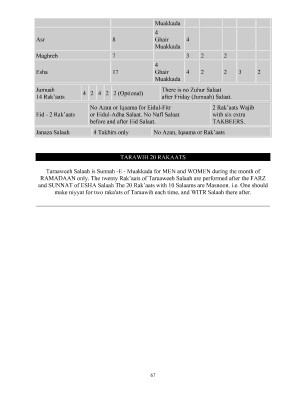 Muakkada
Asr 8 4 Ghair Muakkada 4
Maghreb 7 3 2 2
Esha 17 4 Ghair Muakkada 4 2 2 3 2
Jumuah 14 Rak'aats 4 2 4 2 2 (Optional) There is no Zuhur Salaat after Friday (Jumuah) Salaat.
Eid - 2 Rak'aats No Azan or Iqaama for Eidul-Fitr or Eidul-Adha Salaat. No Nafl Salaat before and after Eid Salaat. 2 Rak'aats Wajib with six extra TAKBEERS.
Janaza Salaah 4 Takbirs only No Azan, Iqaama or Rak'ats
TARAWIH 20 RAKAATS
Taraaweeh Salaah is Sunnah -E - Muakkada for MEN and WOMEN during the month of
RAMADAAN only. The twenty Rak'aats of Taraaweeh Salaah are performed after the FARZ
and SUNNAT of ESHA Salaah The 20 Rak'aats with 10 Salaams are Masnoon. i.e. One should
make niyyat for two raka'ats of Tarawih each time, and WITR Salaah there after.
67